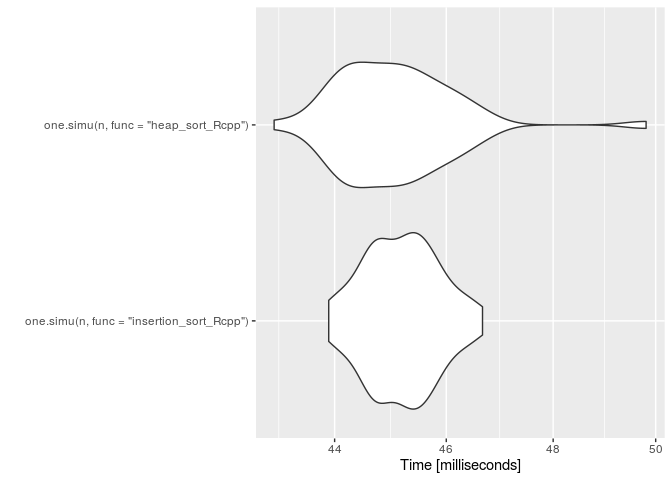 one.simu(n, func = "heap_sort_Rcpp")
one.simu(n, func = "insertion_sort_Rcpp")
44 46 48 50
Time [milliseconds]